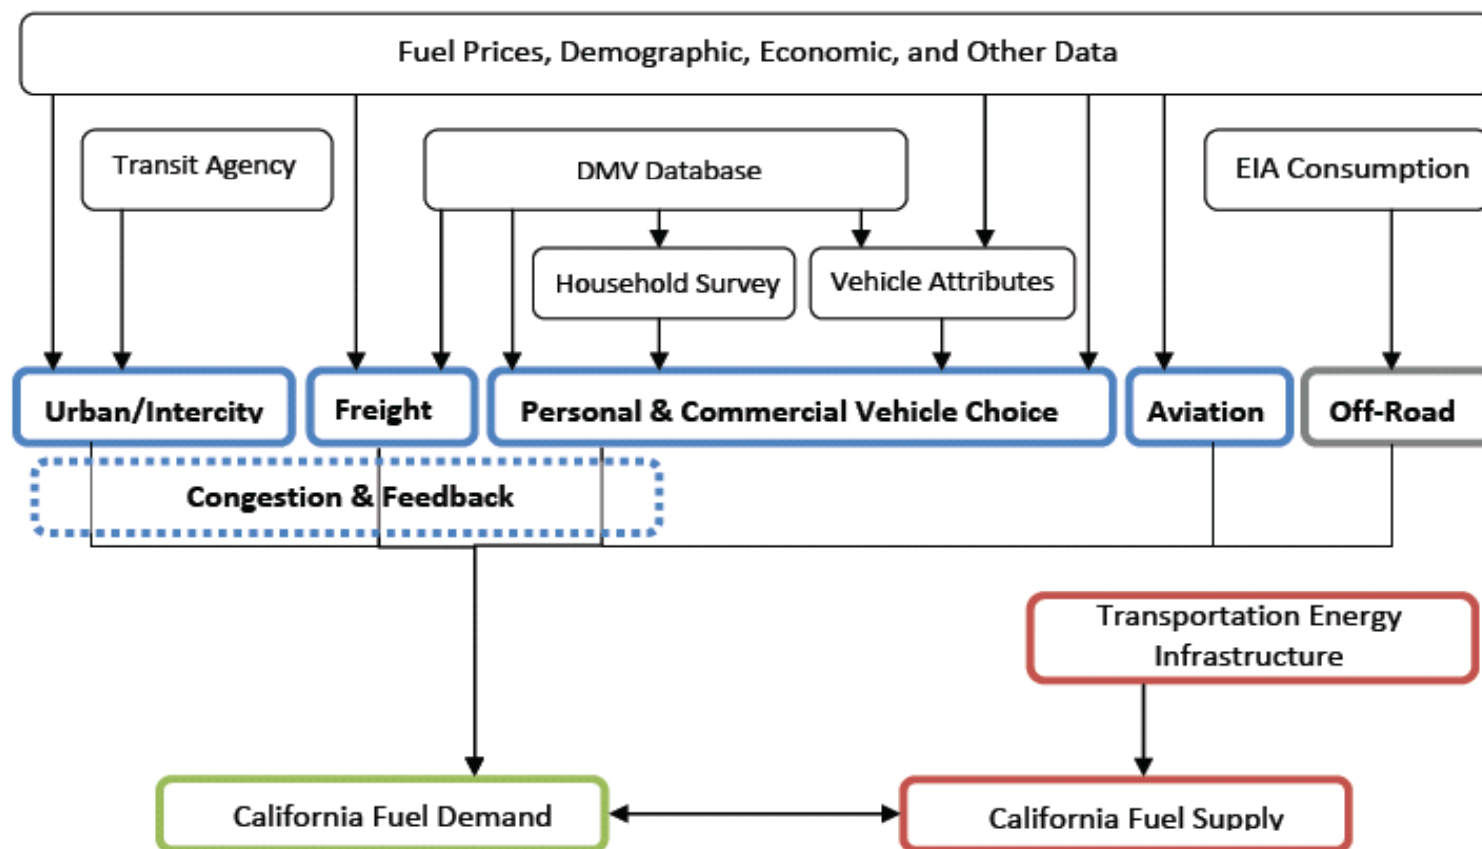 Fuel Prices, Demographic, Economic, and Other Data
Transit Agency
DMV Database
EIA Consumption
Household Survey
Vehicle Attributes
Urban/Intercity
Freight
Personal & Commercial Vehicle Choice
Aviation
Off-Road
Congestion & Feedback
Transportation Energy
Infrastructure
California Fuel Demand
California Fuel Supply